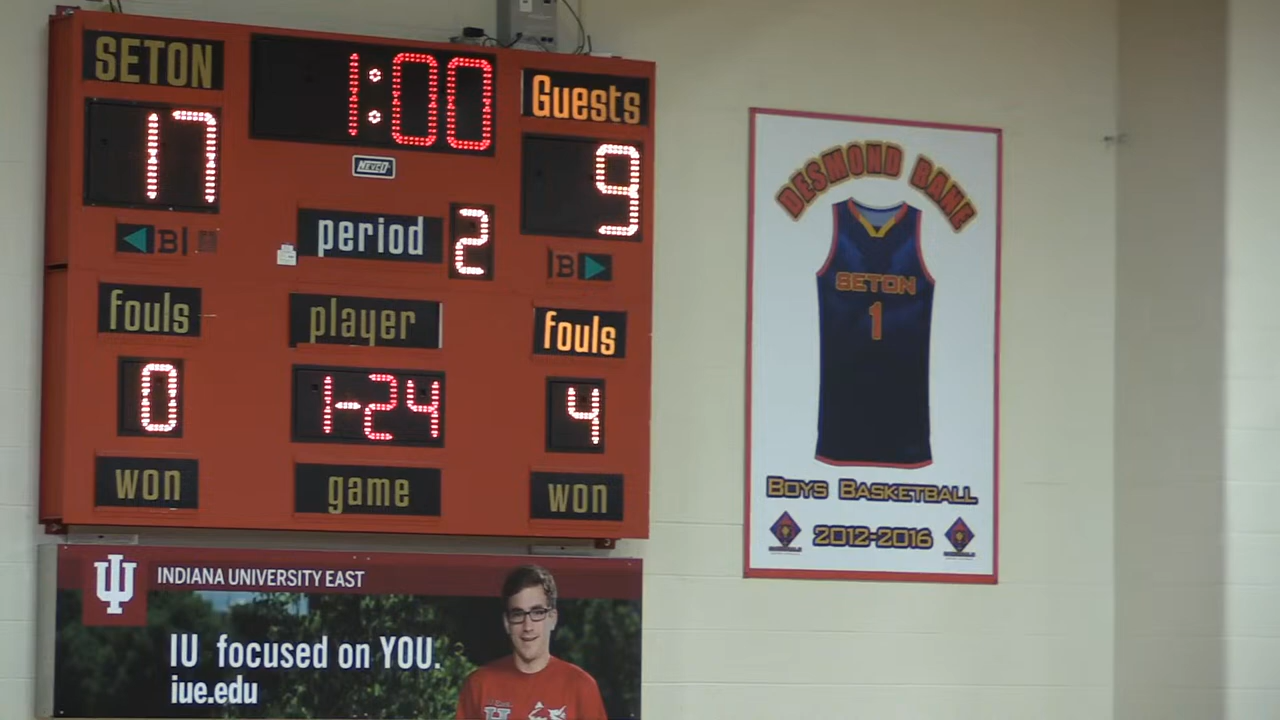 SETON
1:00
Guests
17
NEVCO
9
period
2
B
B
fouls
player
fouls
0
1-24
4
won
game
won
INDIANA UNIVERSITY EAST
IU focused on YOU.
iue.edu
DESMOND BANE
SETON
1
BOYS BASKETBALL
2012-2016